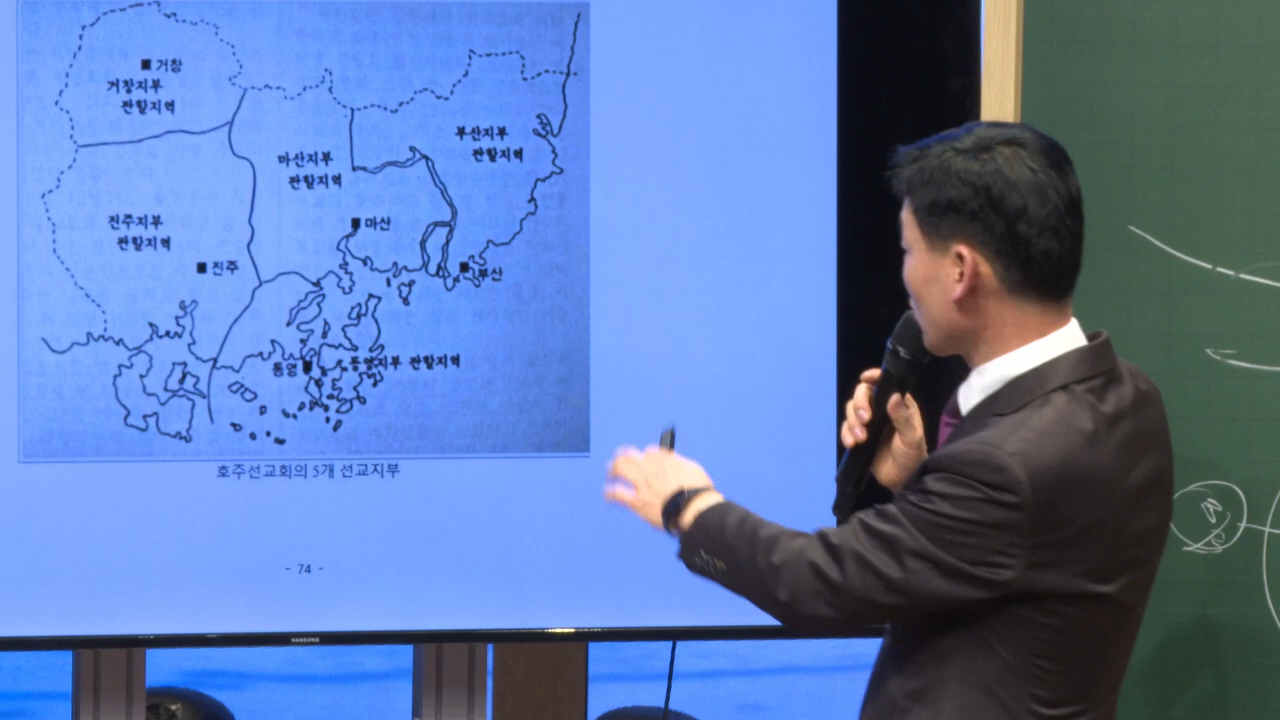 거창
거창지부
관할지역
부산지부
관할지역
마산지부
관할지역
마산
진주지부
관할지역
진주
부산
통영
통영지부 관할지역
호주선교회의 5개 선교지부
- 74 -
HANSUNG